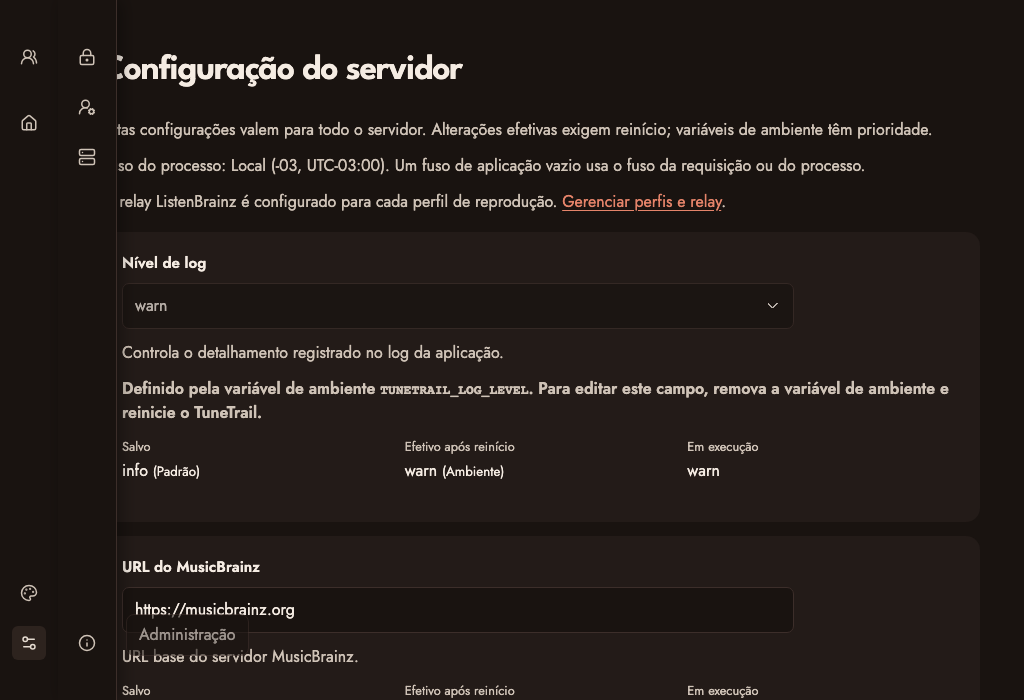 Configuração do servidor
tas configurações valem para todo o servidor. Alterações efetivas exigem reinício; variáveis de ambiente têm prioridade.
so do processo: Local (-03, UTC-03:00). Um fuso de aplicação vazio usa o fuso da requisição ou do processo.
relay ListenBrainz é configurado para cada perfil de reprodução. Gerenciar perfis e relay.
Nível de log
warn
Controla o detalhamento registrado no log da aplicação.
Definido pela variável de ambiente TUNETRAIL_LOG_LEVEL. Para editar este campo, remova a variável de ambiente e
reinicie o TuneTrail.
Salvo Efetivo após reinício Em execução
info (Padrão) warn (Ambiente) warn
URL do MusicBrainz
https://musicbrainz.org
Administração
URL base do servidor MusicBrainz.
Salvo Efetivo após reinício Em execução